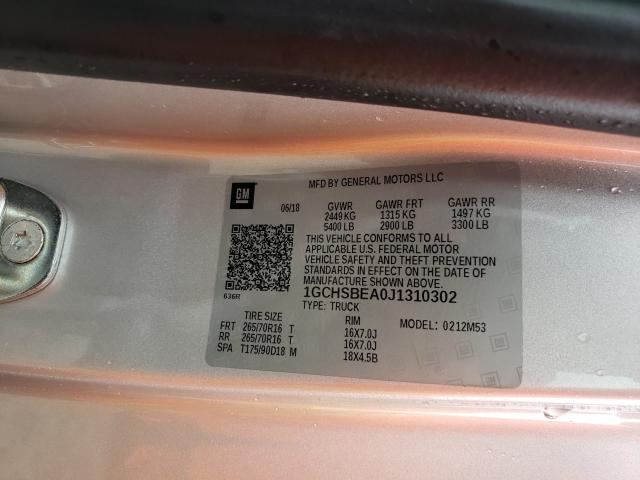 MFD BY GENERAL MOTORS LLC
GM
06/18 GVWR GAWR FRT GAWR RR
2449 KG 1315 KG 1497 KG
5400 LB 2900 LB 3300 LB
THIS VEHICLE CONFORMS TO ALL
APPLICABLE U.S. FEDERAL MOTOR
VEHICLE SAFETY AND THEFT PREVENTION
STANDARDS IN EFFECT ON THE DATE OF
MANUFACTURE SHOWN ABOVE.
636R 1GCHSBEA0J1310302
TYPE: TRUCK
RIM MODEL: 0212M53
FRT 265/70R16 T 16X7.0J
RR 265/70R16 T 16X7.0J
SPA T175/90D18 M 18X4.5B